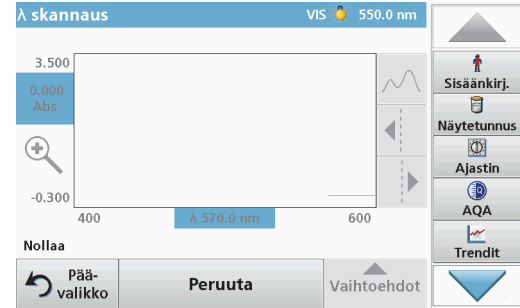 λ skannaus
VIS 550.0 nm
3.500
0.000
Abs
-0.300
400
λ 570.0 nm
600
Nollaa
Pää-
valikko
Peruuta
Vaihtoehdot
Sisäänkirj.
Näytetunnus
Ajastin
AQA
Trendit